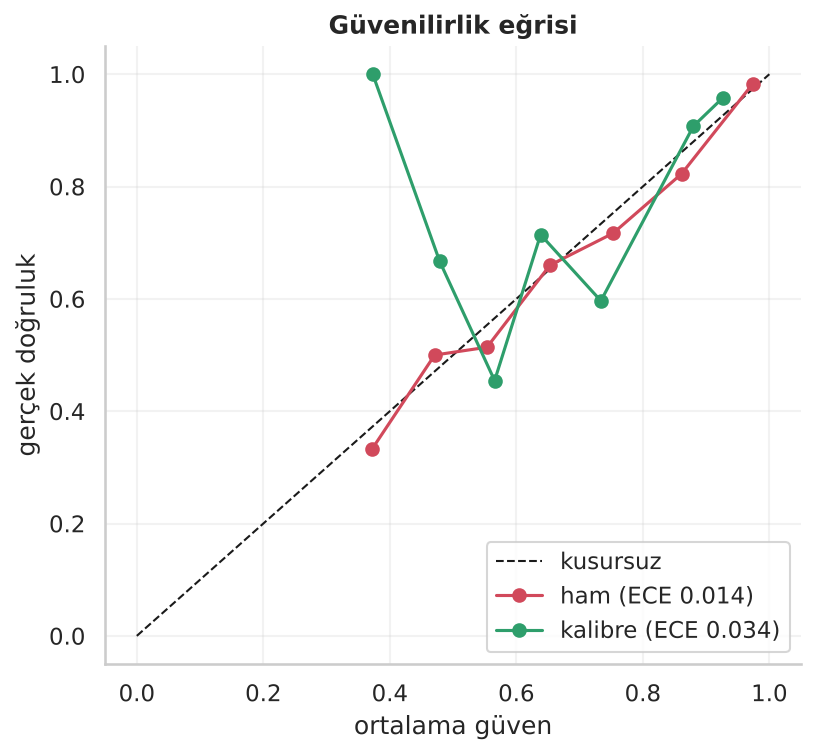 Güvenilirlik eğrisi
gerçek doğruluk
1.0
0.8
0.6
0.4
0.2
0.0
kusursuz
ham (ECE 0.014)
kalibre (ECE 0.034)
0.0 0.2 0.4 0.6 0.8 1.0
ortalama güven